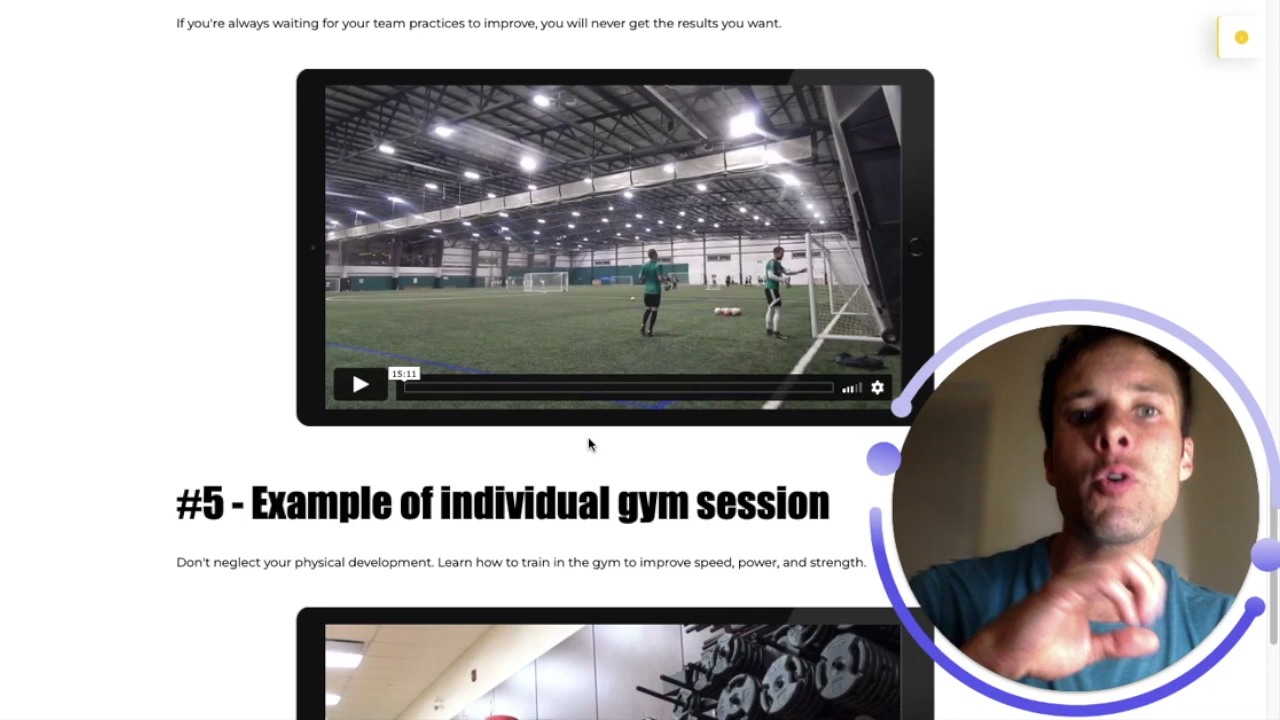 If you're always waiting for your team practices to improve, you will never get the results you want.
15:11
#5 - Example of individual gym session
Don't neglect your physical development. Learn how to train in the gym to improve speed, power, and strength.